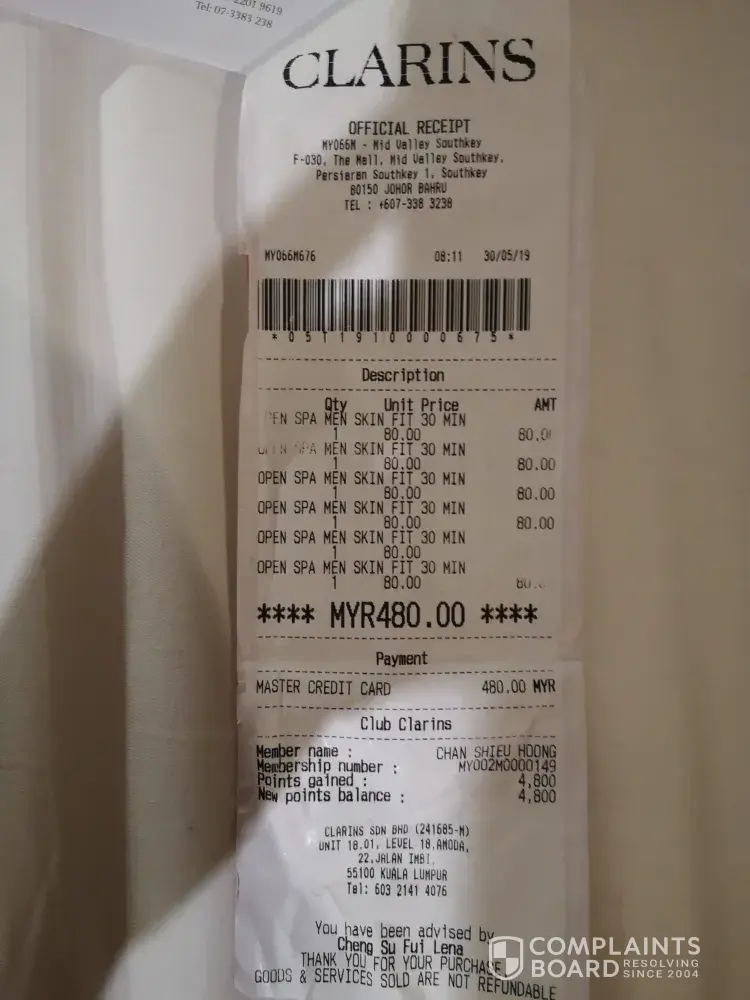 2201 9619
Tel: 07-3383 238
CLARINS
OFFICIAL RECEIPT
MY066M - Mid Valley Southkey
F-030, The Mall, Mid Valley Southkey.
Persiaran Southkey 1, Southkey
80150 JOHOR BAHRU
TEL : +607-338 3238
MY066M676 08:11 30/05/19
*05T1910000675*
Description
Qty Unit Price AMT
PEN SPA MEN SKIN FIT 30 MIN
1 80.00 80.0
SPA MEN SKIN FIT 30 MIN
1 80.00 80.00
OPEN SPA MEN SKIN FIT 30 MIN
1 80.00 80.00
OPEN SPA MEN SKIN FIT 30 MIN
1 80.00 80.00
OPEN SPA MEN SKIN FIT 30 MIN
1 80.00
OPEN SPA MEN SKIN FIT 30 MIN
1 80.00
**** MYR480.00 ****
Payment
MASTER CREDIT CARD 480.00 MYR
Club Clarins
Member name : CHAN SHIEU HOONG
Membership number : MY002M0000149
Points gained : 4,800
New points balance : 4,800
CLARINS SDN BHD (241685-M)
UNIT 18.01, LEVEL 18,AMODA,
22,JALAN IMBI,
55100 KUALA LUMPUR
Tel: 603 2141 4076
You have been advised by
Cheng Su Fui Lena
THANK YOU FOR YOUR PURCHASE
GOODS & SERVICES SOLD ARE NOT REFUNDABLE
COMPLAINTS
BOARD RESOLVING
SINCE 2004